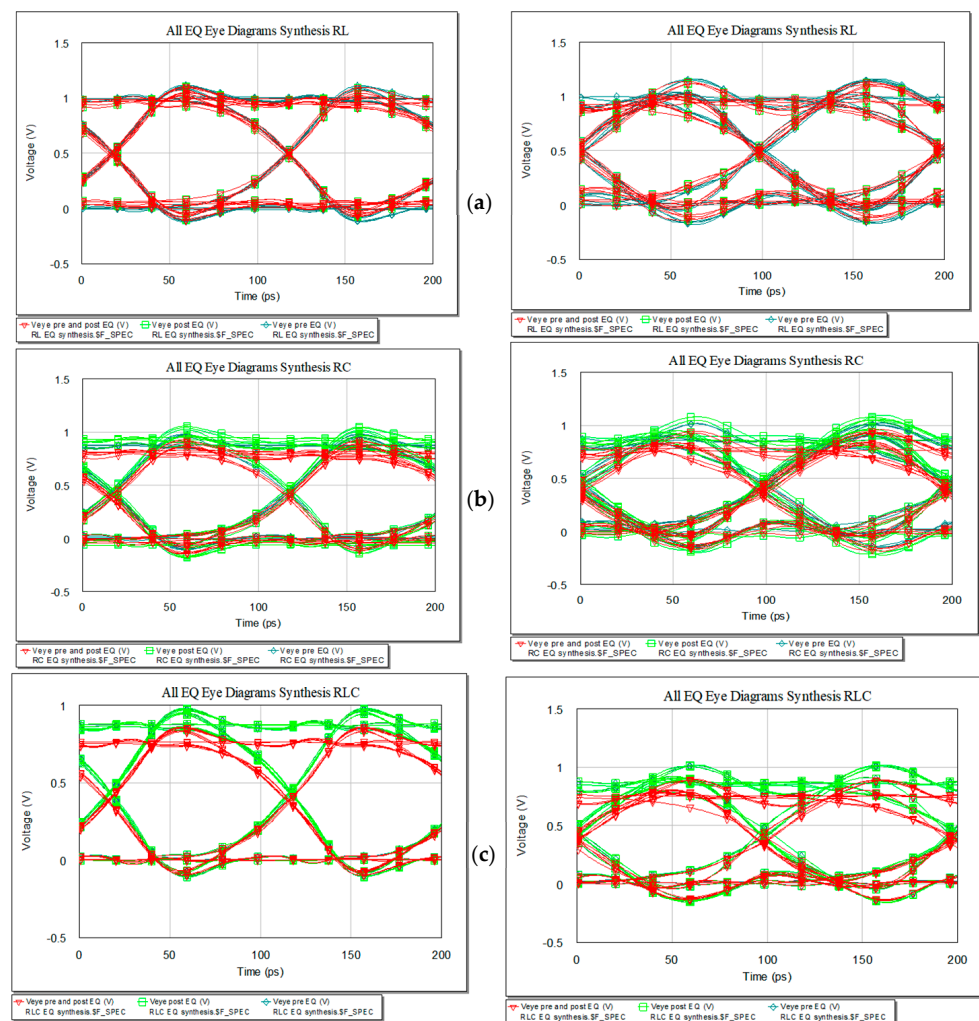 All EQ Eye Diagrams Synthesis RL
1.5
1
0.5
0
-0.5
Voltage (V)
0 50 100 150 200
Time (ps)
Veye pre and post EQ (V) Veye post EQ (V) Veye pre EQ (V)
RL EQ synthesis.$F_SPEC RL EQ synthesis.$F_SPEC RL EQ synthesis.$F_SPEC
(a)
All EQ Eye Diagrams Synthesis RL
1.5
1
0.5
0
-0.5
Voltage (V)
0 50 100 150 200
Time (ps)
Veye pre and post EQ (V) Veye post EQ (V) Veye pre EQ (V)
RL EQ synthesis.$F_SPEC RL EQ synthesis.$F_SPEC RL EQ synthesis.$F_SPEC
All EQ Eye Diagrams Synthesis RC
1.5
1
0.5
0
-0.5
Voltage (V)
0 50 100 150 200
Time (ps)
Veye pre and post EQ (V) Veye post EQ (V) Veye pre EQ (V)
RC EQ synthesis.$F_SPEC RC EQ synthesis.$F_SPEC RC EQ synthesis.$F_SPEC
(b)
All EQ Eye Diagrams Synthesis RC
1.5
1
0.5
0
-0.5
Voltage (V)
0 50 100 150 200
Time (ps)
Veye pre and post EQ (V) Veye post EQ (V) Veye pre EQ (V)
RC EQ synthesis.$F_SPEC RC EQ synthesis.$F_SPEC RC EQ synthesis.$F_SPEC
All EQ Eye Diagrams Synthesis RLC
1
0.5
0
-0.5
Voltage (V)
0 50 100 150 200
Time (ps)
Veye pre and post EQ (V) Veye post EQ (V) Veye pre EQ (V)
RLC EQ synthesis.$F_SPEC RLC EQ synthesis.$F_SPEC RLC EQ synthesis.$F_SPEC
(c)
All EQ Eye Diagrams Synthesis RLC
1.5
1
0.5
0
-0.5
Voltage (V)
0 50 100 150 200
Time (ps)
Veye pre and post EQ (V) Veye post EQ (V) Veye pre EQ (V)
RLC EQ synthesis.$F_SPEC RLC EQ synthesis.$F_SPEC RLC EQ synthesis.$F_SPEC